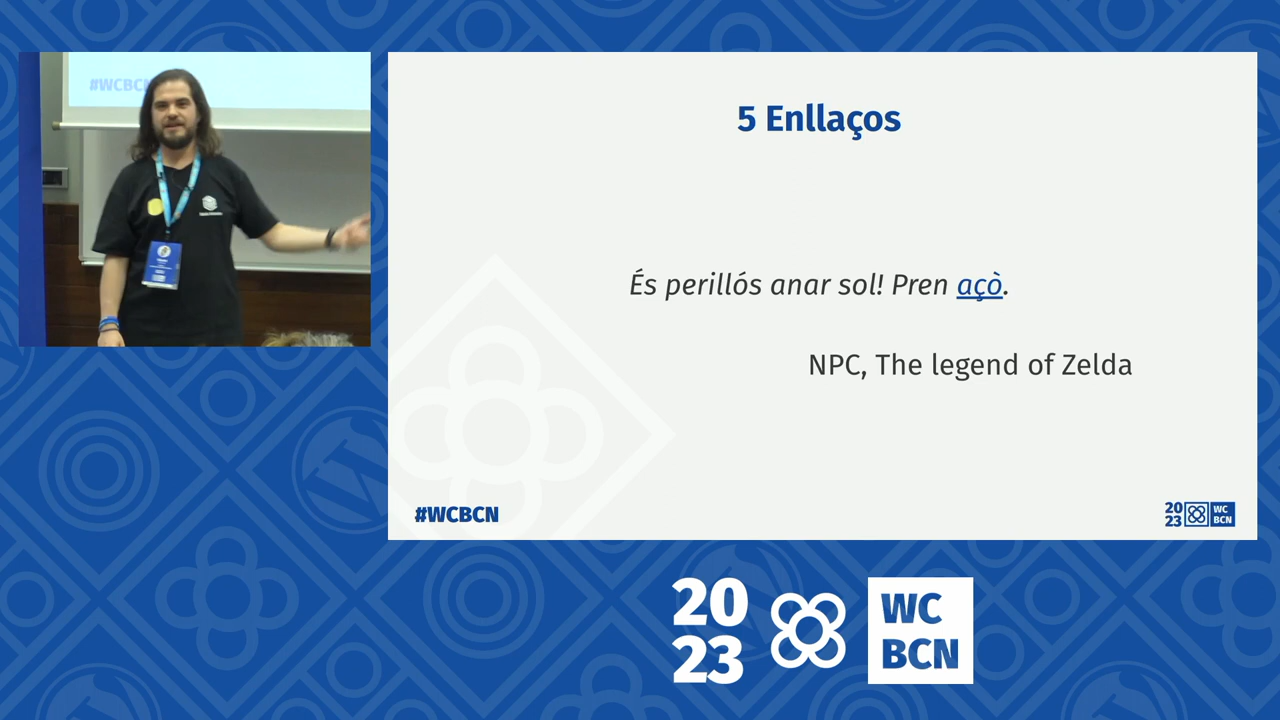 #WCBCN
5 Enllaços
És perillós anar sol! Pren açò.
NPC, The legend of Zelda
#WCBCN
20
23
WC
BCN
20
23
WC
BCN